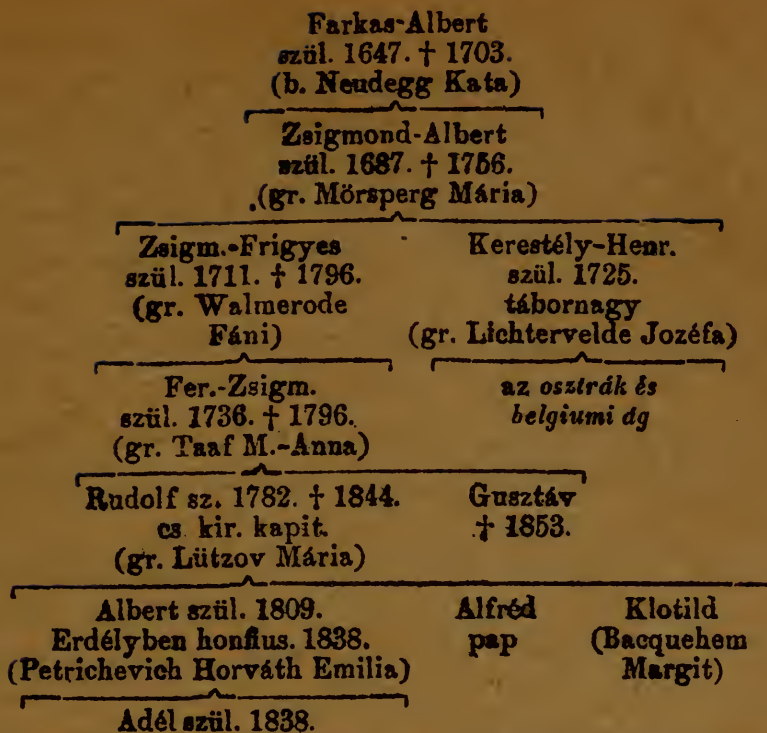 Farkas-Albert
szül. 1647. † 1703.
(b. Neudegg Kata)
Zsigmond-Albert
szül. 1687. † 1756.
(gr. Mörsperg Mária)
Zsigm.-Frigyes
szül. 1711. † 1796.
(gr. Walmerode
Fáni)
Kerestély-Henr.
szül. 1725.
tábornagy
(gr. Lichtervelde Jozéfa)
Fer.-Zsigm.
szül. 1736. † 1796.
(gr. Taaf M.-Anna)
az osztrák és
belgiumi ág
Rudolf sz. 1782. † 1844.
cs kir. kapit.
(gr. Lützov Mária)
Gusztáv
† 1853.
Albert szül. 1809.
Erdélyben honfius. 1838.
(Petrichevich Horváth Emilia)
Alfréd
pap
Klotild
(Bacquehem
Margit)
Adél szül. 1838.